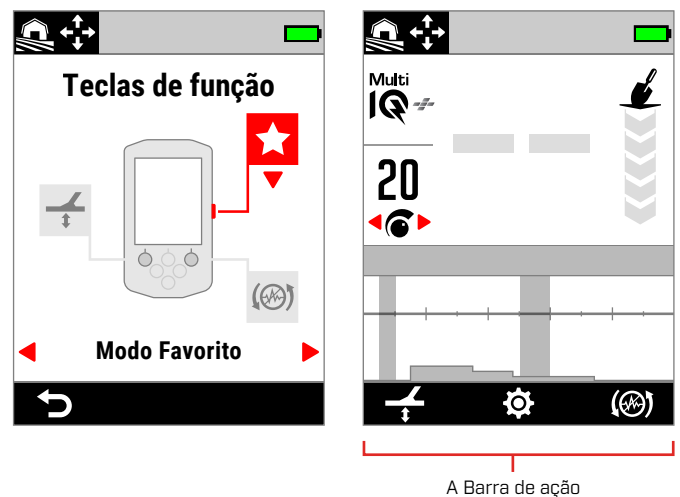 Teclas de função
Modo Favorito
Multi
IQ
20
A Barra de ação